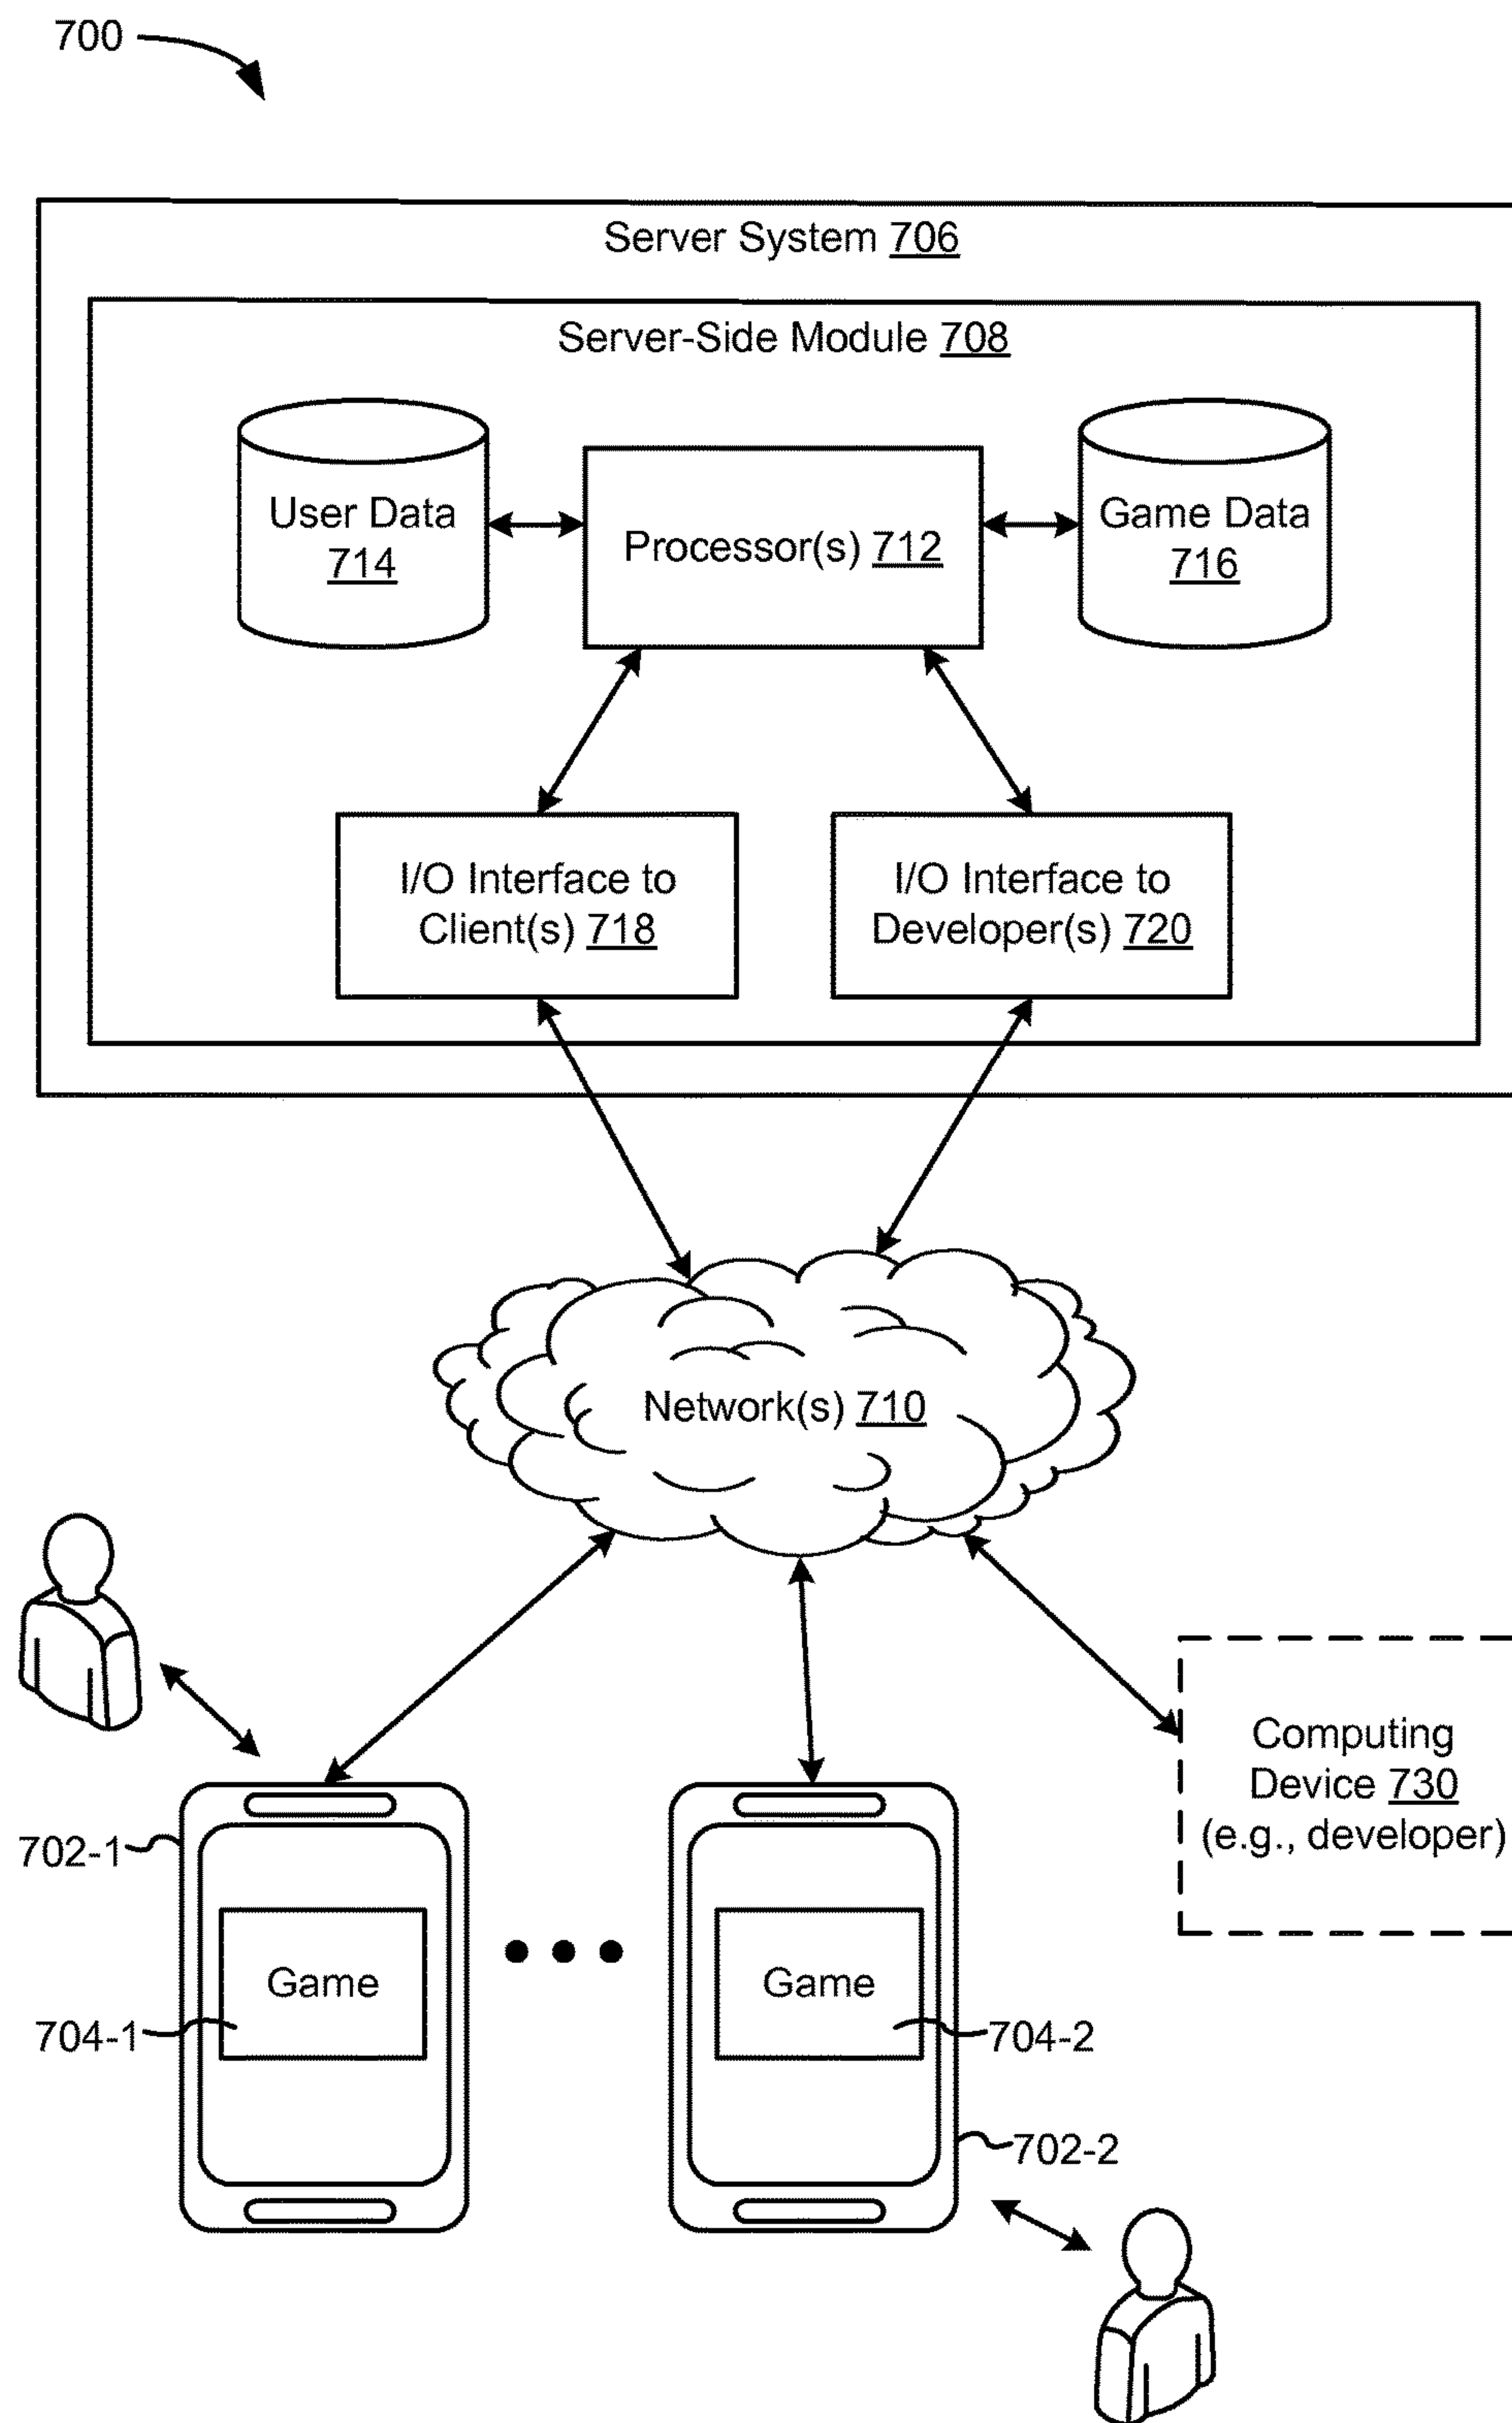 700
Server System 706
Server-Side Module 708
User Data
714
Processor(s) 712
Game Data
716
I/O Interface to
Client(s) 718
I/O Interface to
Developer(s) 720
Network(s) 710
Computing
Device 730
(e.g., developer)
702-1
Game
704-1
Game
704-2
702-2